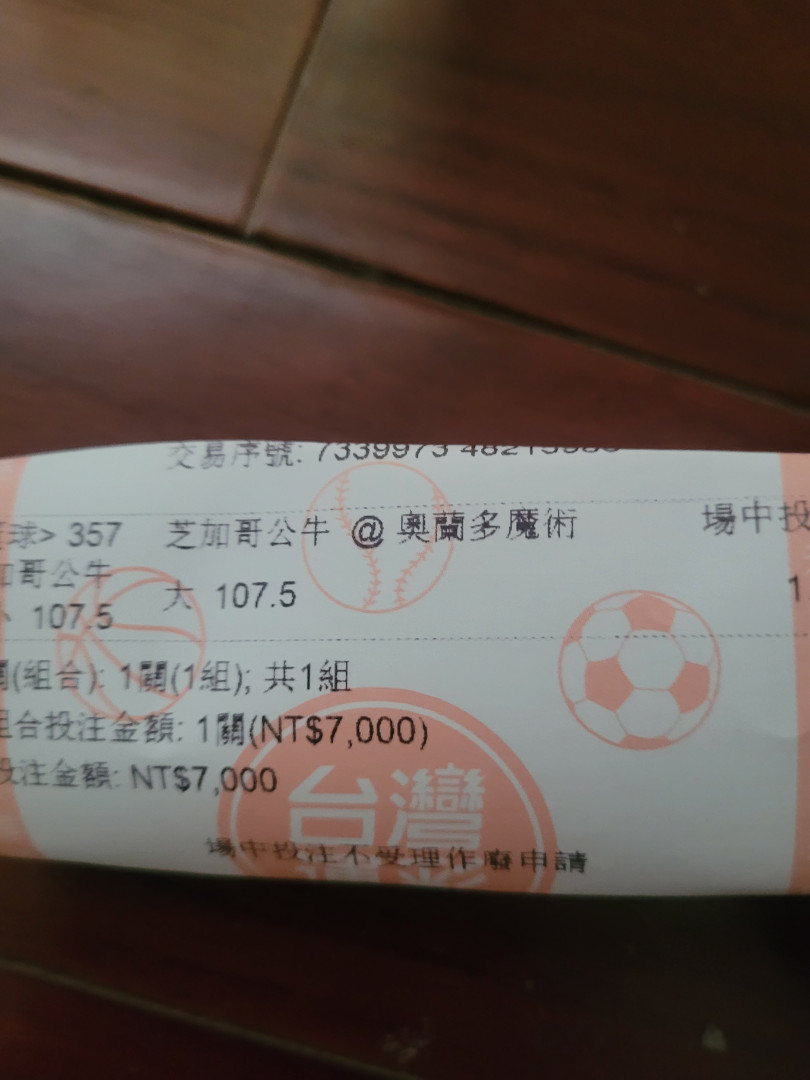 交易序號: 7339973
球> 357 芝加哥公牛 @ 奧蘭多魔術 場中投
加哥公牛
107.5 大 107.5 1
(組合): 1關(1組); 共1組
組合投注金額: 1關(NT$7,000)
投注金額: NT$7,000
台灣
場中投注不受理作廢申請